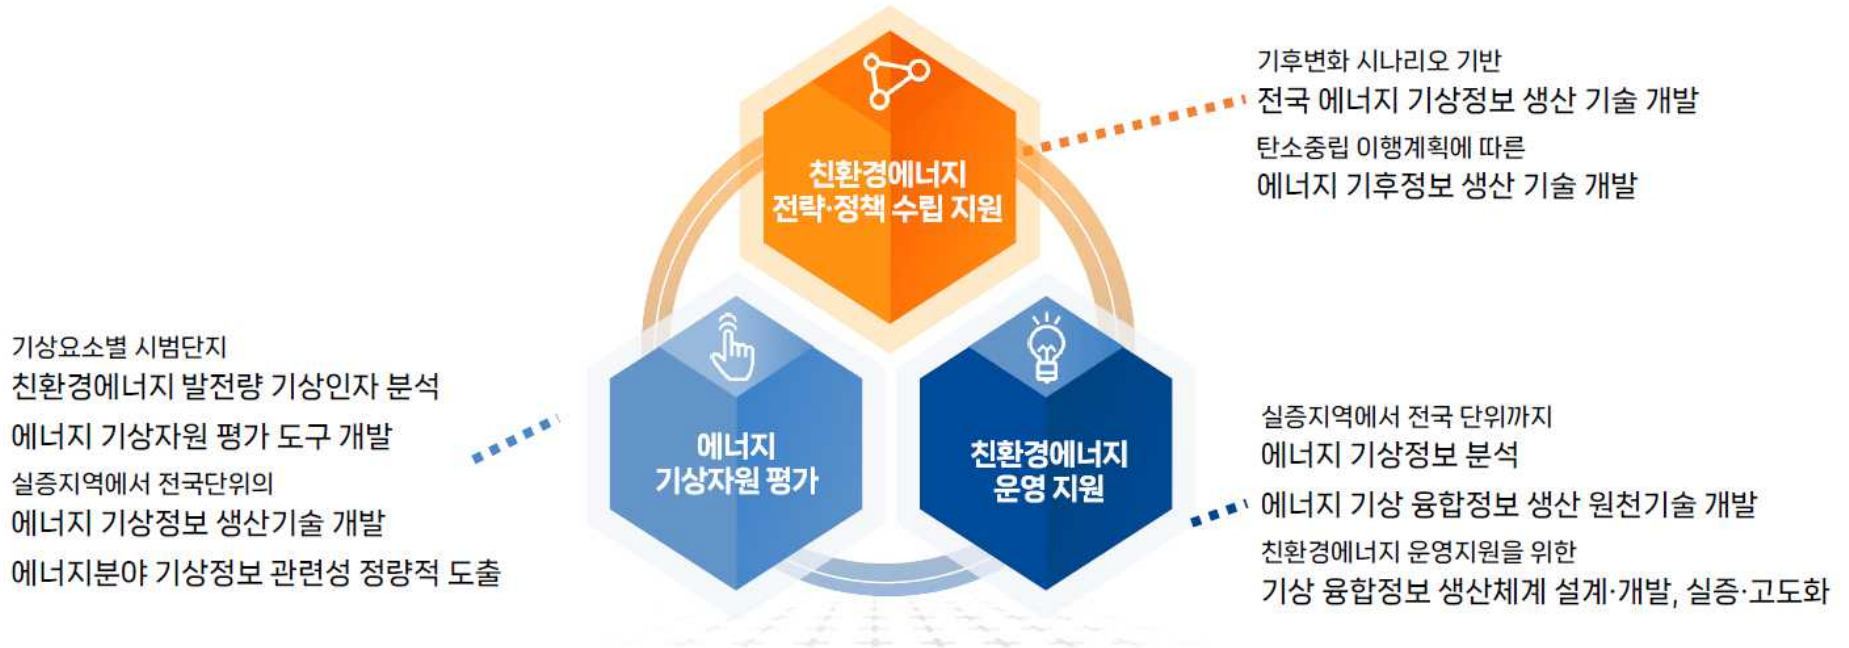 친환경에너지
전략·정책 수립 지원
기후변화 시나리오 기반
전국 에너지 기상정보 생산 기술 개발
탄소중립 이행계획에 따른
에너지 기후정보 생산 기술 개발
기상요소별 시범단지
친환경에너지 발전량 기상인자 분석
에너지 기상자원 평가 도구 개발
실증지역에서 전국단위의
에너지 기상정보 생산기술 개발
에너지분야 기상정보 관련성 정량적 도출
에너지
기상자원 평가
친환경에너지
운영 지원
실증지역에서 전국 단위까지
에너지 기상정보 분석
에너지 기상 융합정보 생산 원천기술 개발
친환경에너지 운영지원을 위한
기상 융합정보 생산체계 설계·개발, 실증·고도화